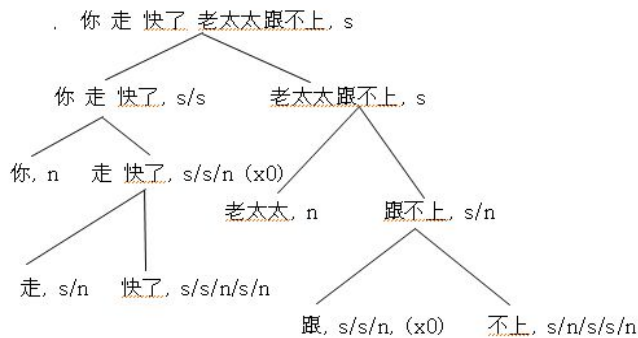 . 你 走 快了 老太太跟不上, s
你 走 快了, s/s 老太太跟不上, s
你, n 走 快了, s/s/n (x0)
老太太, n 跟不上, s/n
走, s/n 快了, s/s/n/s/n
跟, s/s/n, (x0) 不上, s/n/s/s/n